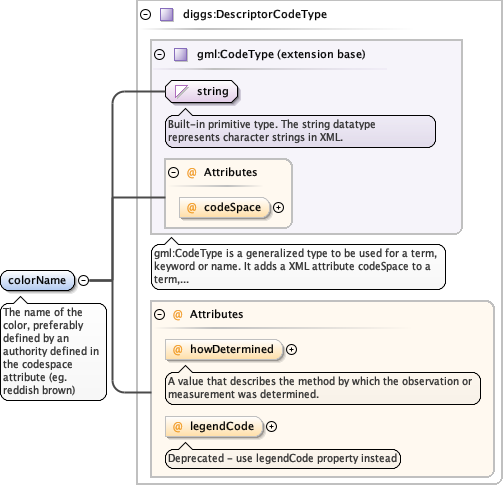 diggs:DescriptorCodeType
gml:CodeType (extension base)
string
Built-in primitive type. The string datatype
represents character strings in XML.
@ Attributes
@ codeSpace
gml:CodeType is a generalized type to be used for a term,
keyword or name. It adds a XML attribute codeSpace to a
term,...
colorName
The name of the
color, preferably
defined by an
authority defined in
the codespace
attribute (eg.
reddish brown)
@ Attributes
@ howDetermined
A value that describes the method by which the observation or
measurement was determined.
@ legendCode
Deprecated - use legendCode property instead